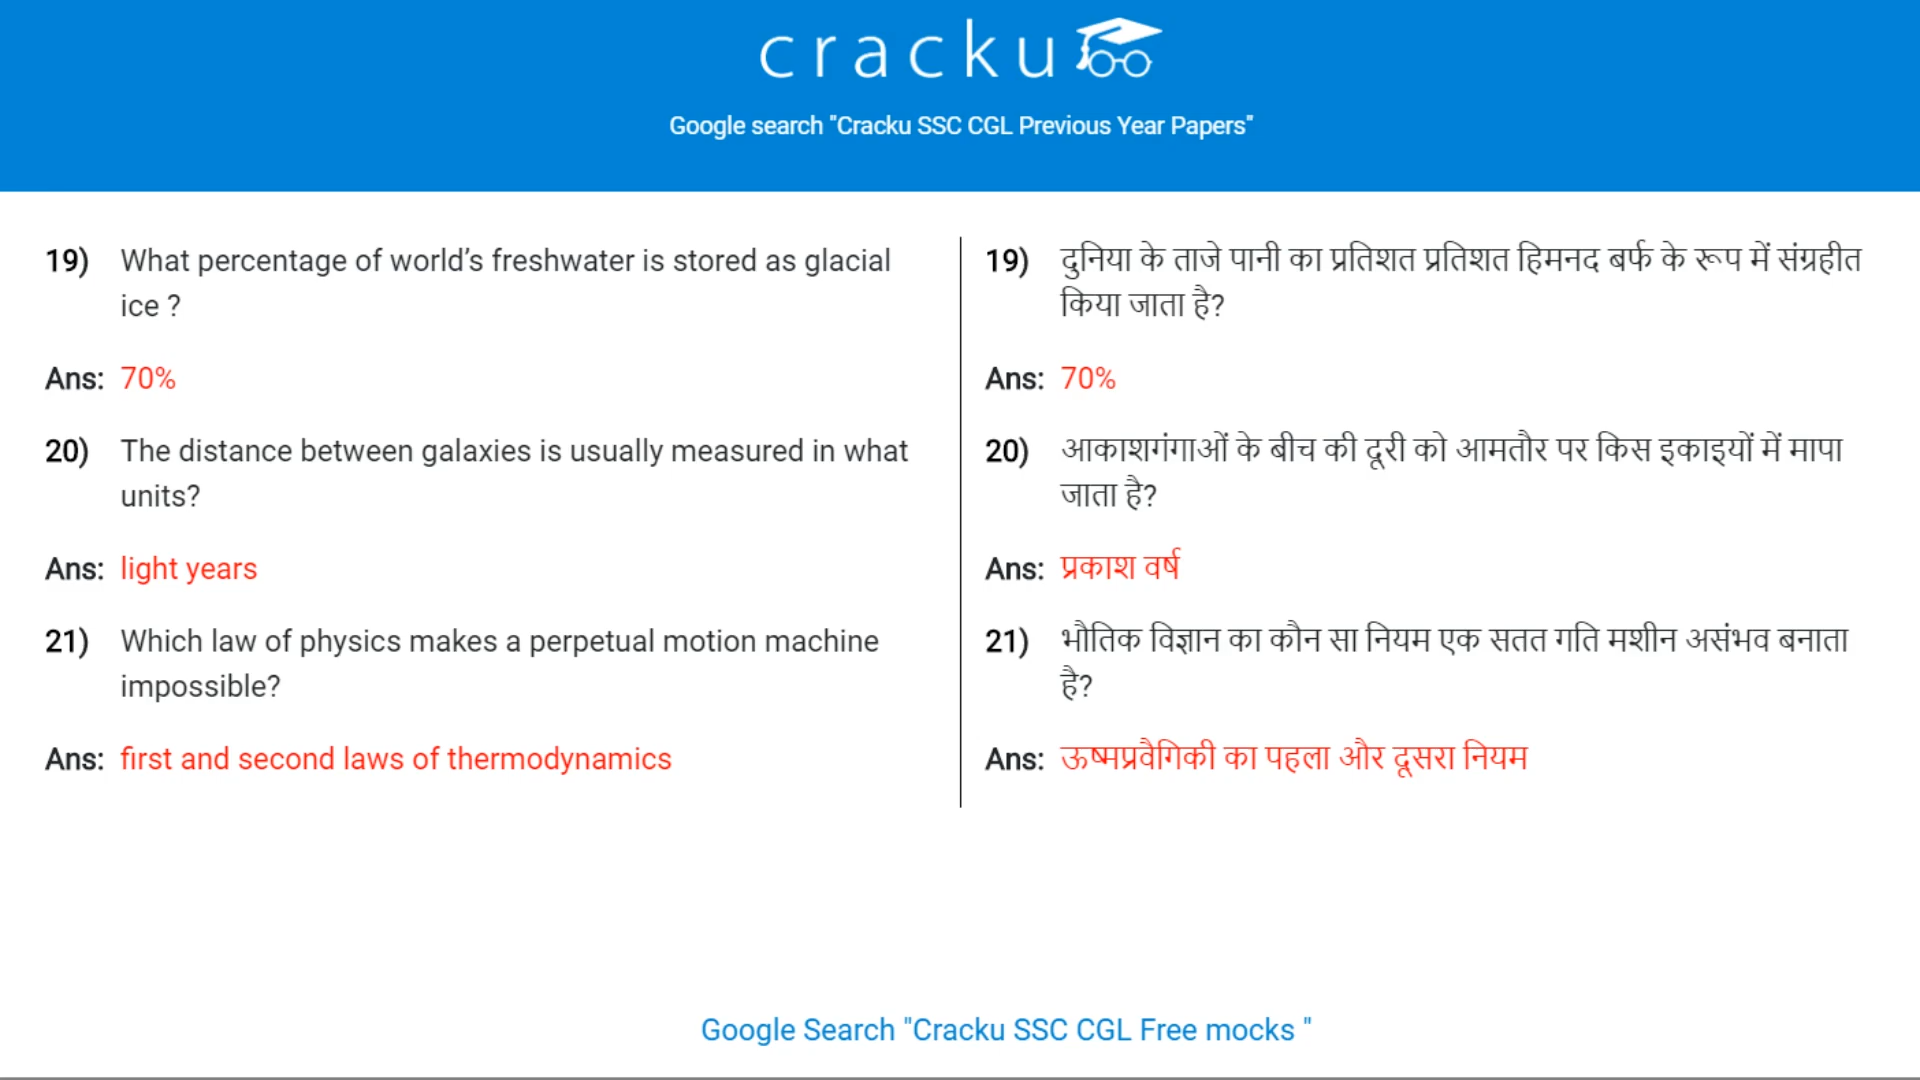 cracku
Google search "Cracku SSC CGL Previous Year Papers"
19) What percentage of world’s freshwater is stored as glacial
ice ?
Ans: 70%
20) The distance between galaxies is usually measured in what
units?
Ans: light years
21) Which law of physics makes a perpetual motion machine
impossible?
Ans: first and second laws of thermodynamics
19) दुनिया के ताजे पानी का प्रतिशत प्रतिशत हिमनद बर्फ के रूप में संग्रहीत
किया जाता है?
Ans: 70%
20) आकाशगंगाओं के बीच की दूरी को आमतौर पर किस इकाइयों में मापा
जाता है?
Ans: प्रकाश वर्ष
21) भौतिक विज्ञान का कौन सा नियम एक सतत गति मशीन असंभव बनाता
है?
Ans: ऊष्मप्रवैगिकी का पहला और दूसरा नियम
Google Search "Cracku SSC CGL Free mocks "